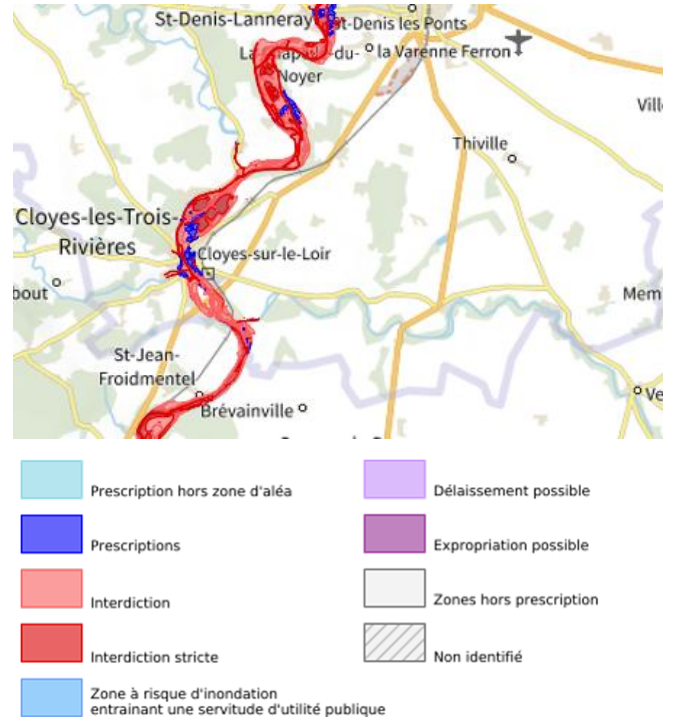 St-Denis-Lanneray
St-Denis les Ponts
La Chapelle-du-
Noyer
la Varenne Ferron
Vill
Thiville
Cloyes-les-Trois-
Rivières
Cloyes-sur-le-Loir
bout
Mem
St-Jean-
Froidmentel
Brévainville
Ve
Prescription hors zone d'aléa
Délaissement possible
Prescriptions
Expropriation possible
Interdiction
Zones hors prescription
Interdiction stricte
Non identifié
Zone à risque d'inondation
entrainant une servitude d'utilité publique